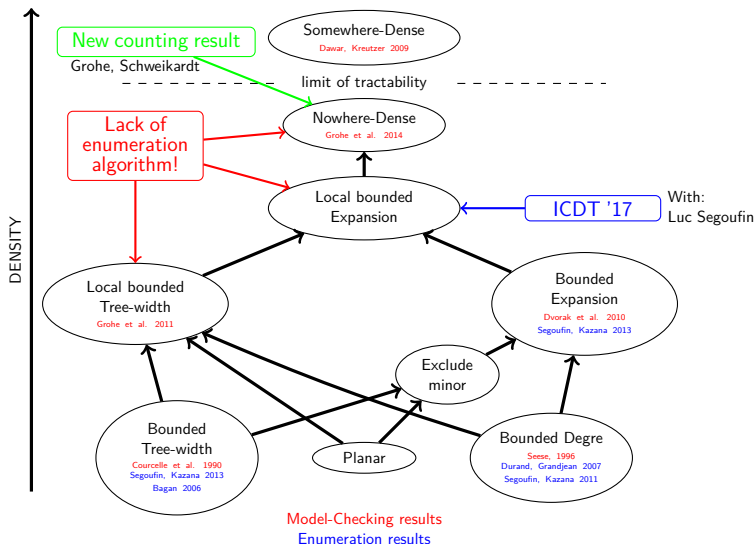 New counting result
Grohe, Schweikardt
Somewhere-Dense
Dawar, Kreutzer 2009
limit of tractability
Lack of
enumeration
algorithm!
Nowhere-Dense
Grohe et al. 2014
Local bounded
Expansion
ICDT '17
With:
Luc Segoufin
DENSITY
Local bounded
Tree-width
Grohe et al. 2011
Bounded
Expansion
Dvorak et al. 2010
Segoufin, Kazana 2013
Exclude
minor
Bounded
Tree-width
Courcelle et al. 1990
Segoufin, Kazana 2013
Bagan 2006
Planar
Bounded Degre
Seese, 1996
Durand, Grandjean 2007
Segoufin, Kazana 2011
Model-Checking results
Enumeration results